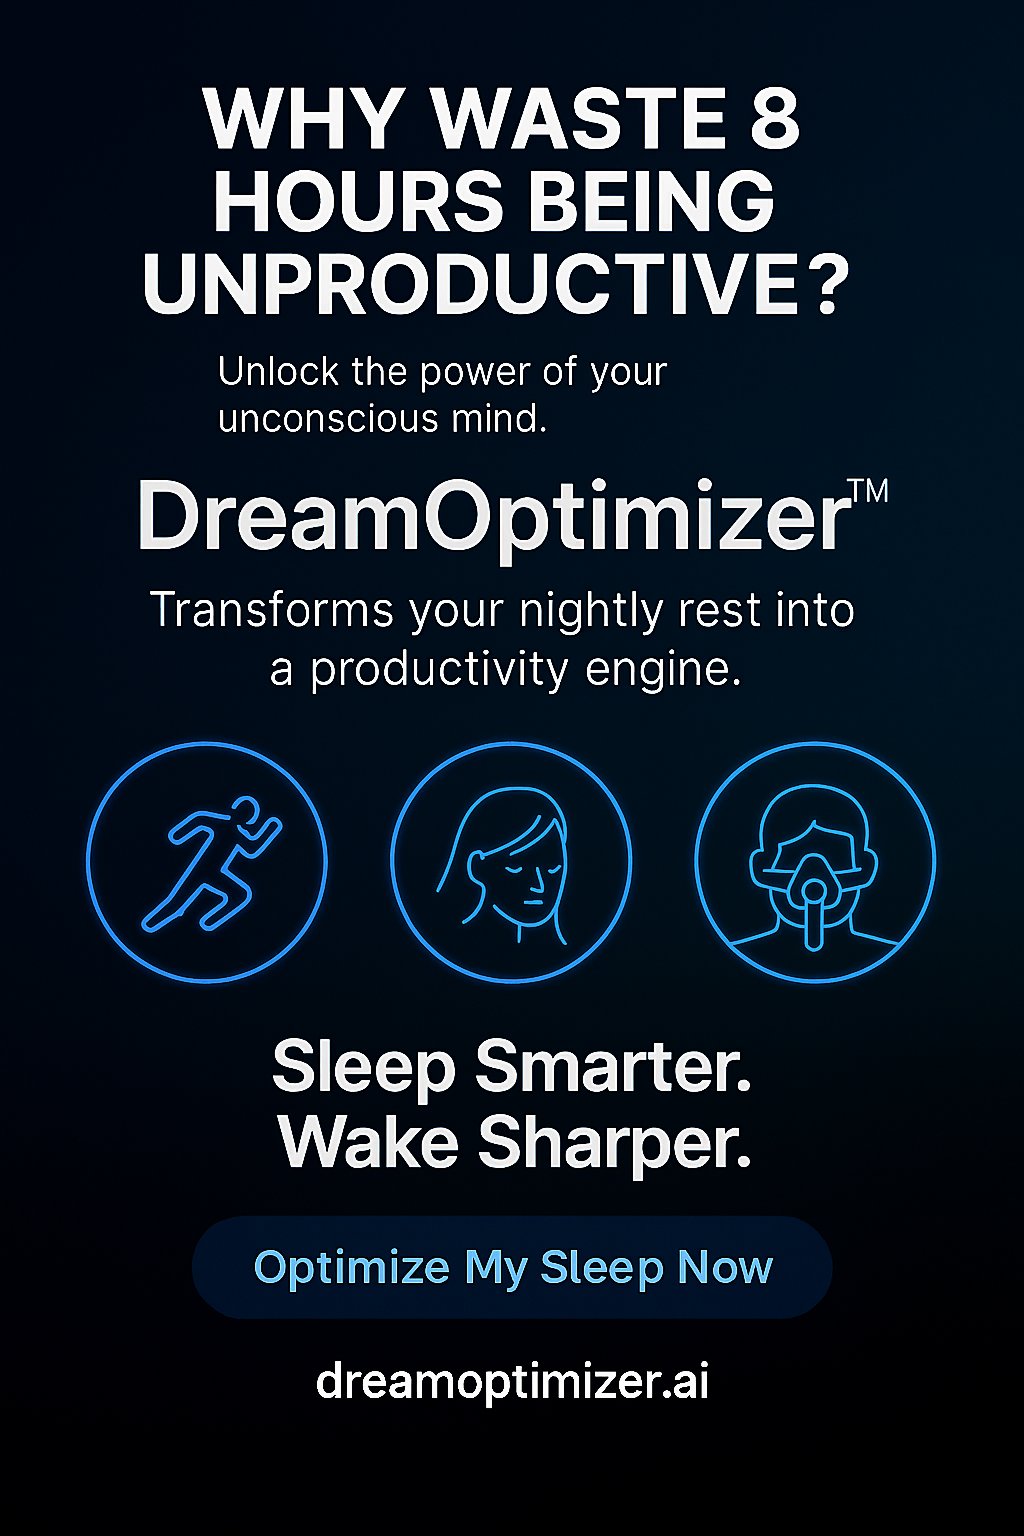 WHY WASTE 8
HOURS BEING
UNPRODUCTIVE?
Unlock the power of your
unconscious mind.
DreamOptimizer™
Transforms your nightly rest into
a productivity engine.
Sleep Smarter.
Wake Sharper.
Optimize My Sleep Now
dreamoptimizer.ai